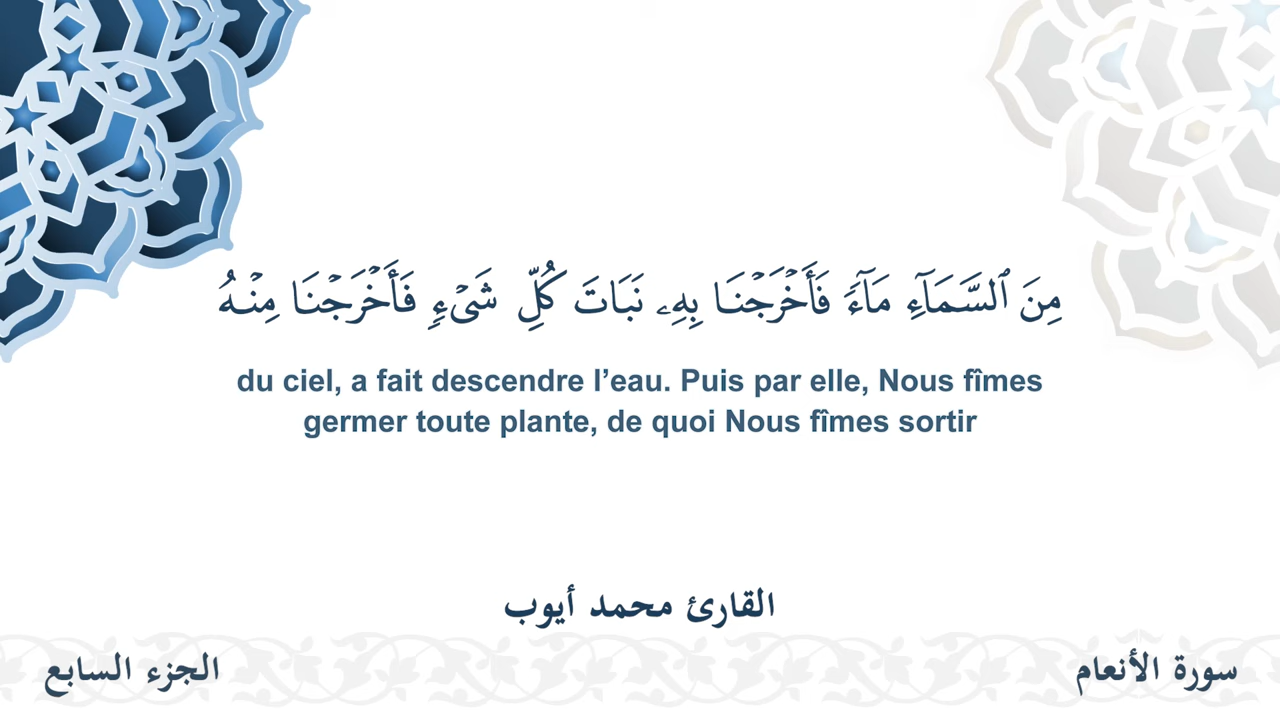 مِنَ ٱلسَّمَآءِ مَآءً فَأَخۡرَجۡنَا بِهِۦ نَبَاتَ كُلِّ شَيۡءٖ فَأَخۡرَجۡنَا مِنۡهُ
du ciel, a fait descendre l’eau. Puis par elle, Nous fîmes
germer toute plante, de quoi Nous fîmes sortir
القارئ محمد أيوب
سورة الأنعام
الجزء السابع